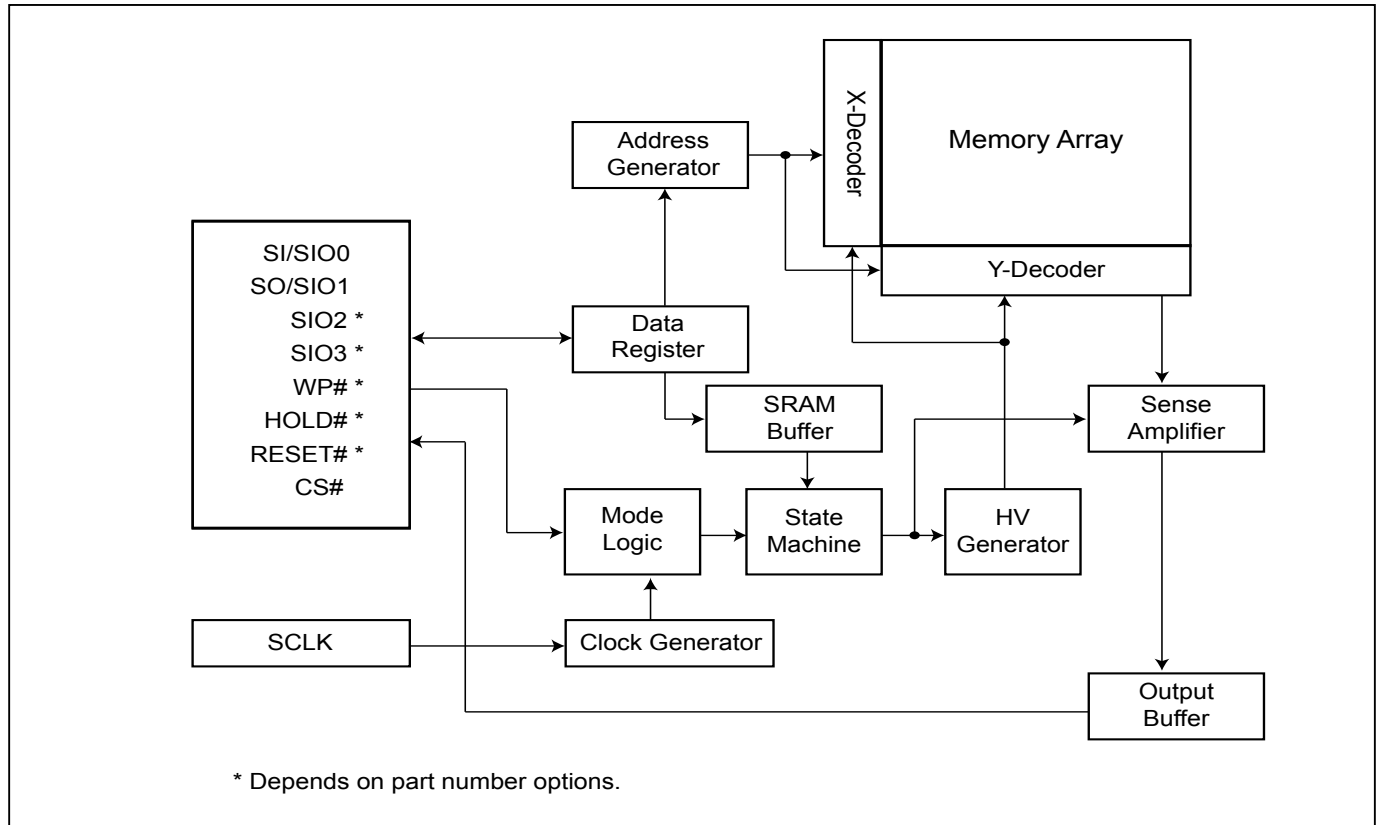 X-Decoder
Memory Array
Address
Generator
Y-Decoder
SI/SIO0
SO/SIO1
SIO2 *
SIO3 *
WP# *
HOLD# *
RESET# *
CS#
Data
Register
SRAM
Buffer
Sense
Amplifier
Mode
Logic
State
Machine
HV
Generator
SCLK
Clock Generator
Output
Buffer
* Depends on part number options.